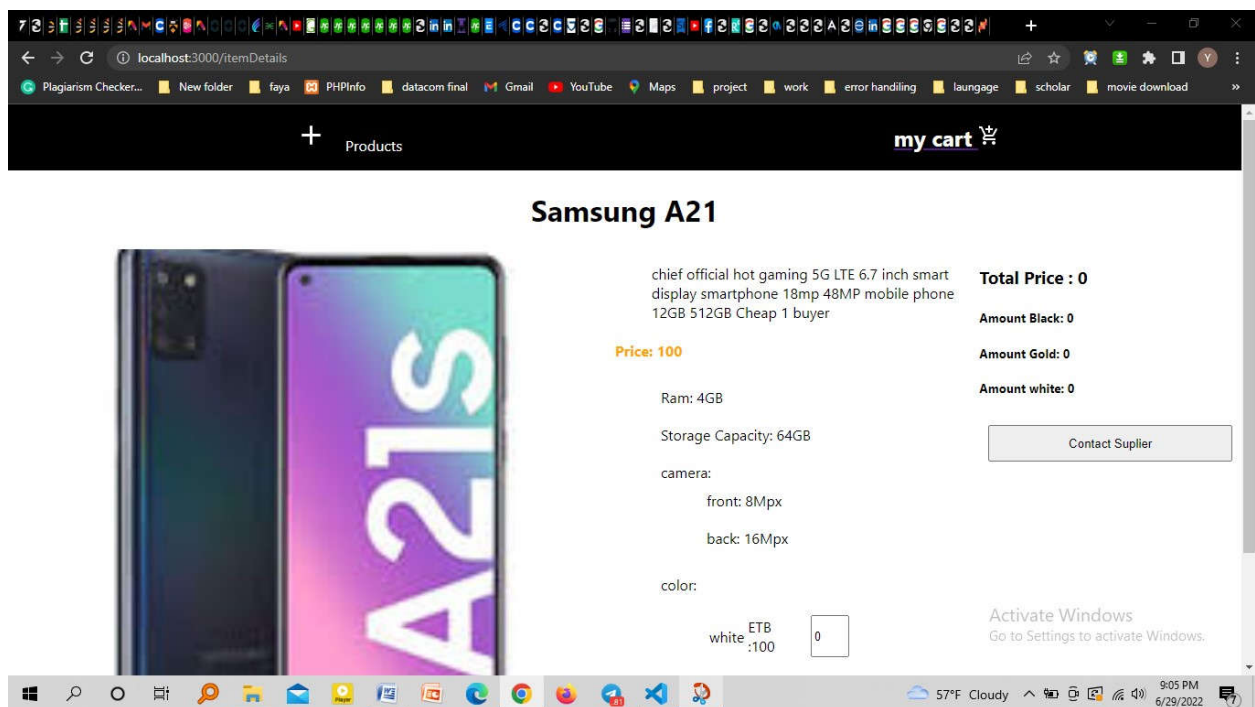 localhost:3000/itemDetails
Plagiarism Checker... New folder faya PHPInfo datacom final Gmail YouTube Maps project work error handiling laungage scholar movie download »
+ Products my cart
Samsung A21
chief official hot gaming 5G LTE 6.7 inch smart
display smartphone 18mp 48MP mobile phone
12GB 512GB Cheap 1 buyer
Price: 100
Ram: 4GB
Storage Capacity: 64GB
camera:
front: 8Mpx
back: 16Mpx
color:
white ETB
:100
0
Total Price : 0
Amount Black: 0
Amount Gold: 0
Amount white: 0
Contact Suplier
A21S
Activate Windows
Go to Settings to activate Windows.
57°F Cloudy
9:05 PM
6/29/2022